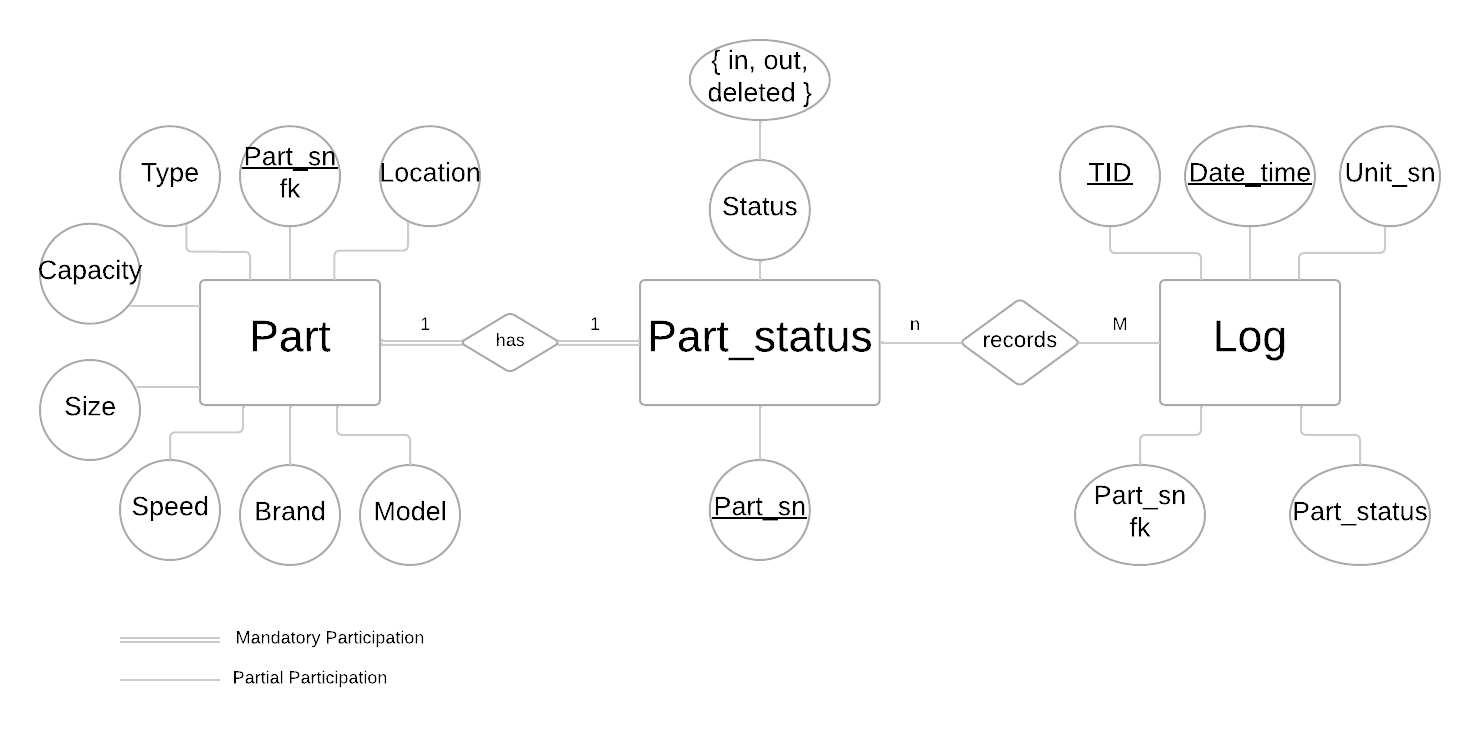 { in, out,
deleted }
Type
Part_sn
fk
Location
Status
TID
Date_time
Unit_sn
Capacity
Part
1
has
1
Part_status
n
records
M
Log
Size
Speed
Brand
Model
Part_sn
Part_sn
fk
Part_status
Mandatory Participation
Partial Participation